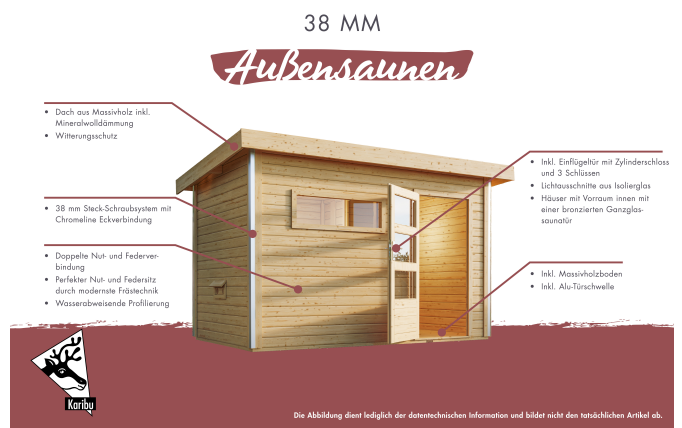 38 MM
Außensaunen
• Dach aus Massivholz inkl.
Mineralwolldämmung
• Witterungsschutz
• 38 mm Steck-Schraubsystem mit
Chromeline Eckverbindung
• Doppelte Nut- und Federver-
bindung
• Perfekter Nut- und Federsitz
durch modernste Frästechnik
• Wasserabweisende Profilierung
• Inkl. Einflügeltür mit Zylinderschloss
und 3 Schlüssen
• Lichtausschnitte aus Isolierglas
• Häuser mit Vorraum innen mit
einer bronzierten Ganzglas-
saunatür
• Inkl. Massivholzboden
• Inkl. Alu-Türschwelle
Karibu
Die Abbildung dient lediglich der datentechnischen Information und bildet nicht den tatsächlichen Artikel ab.